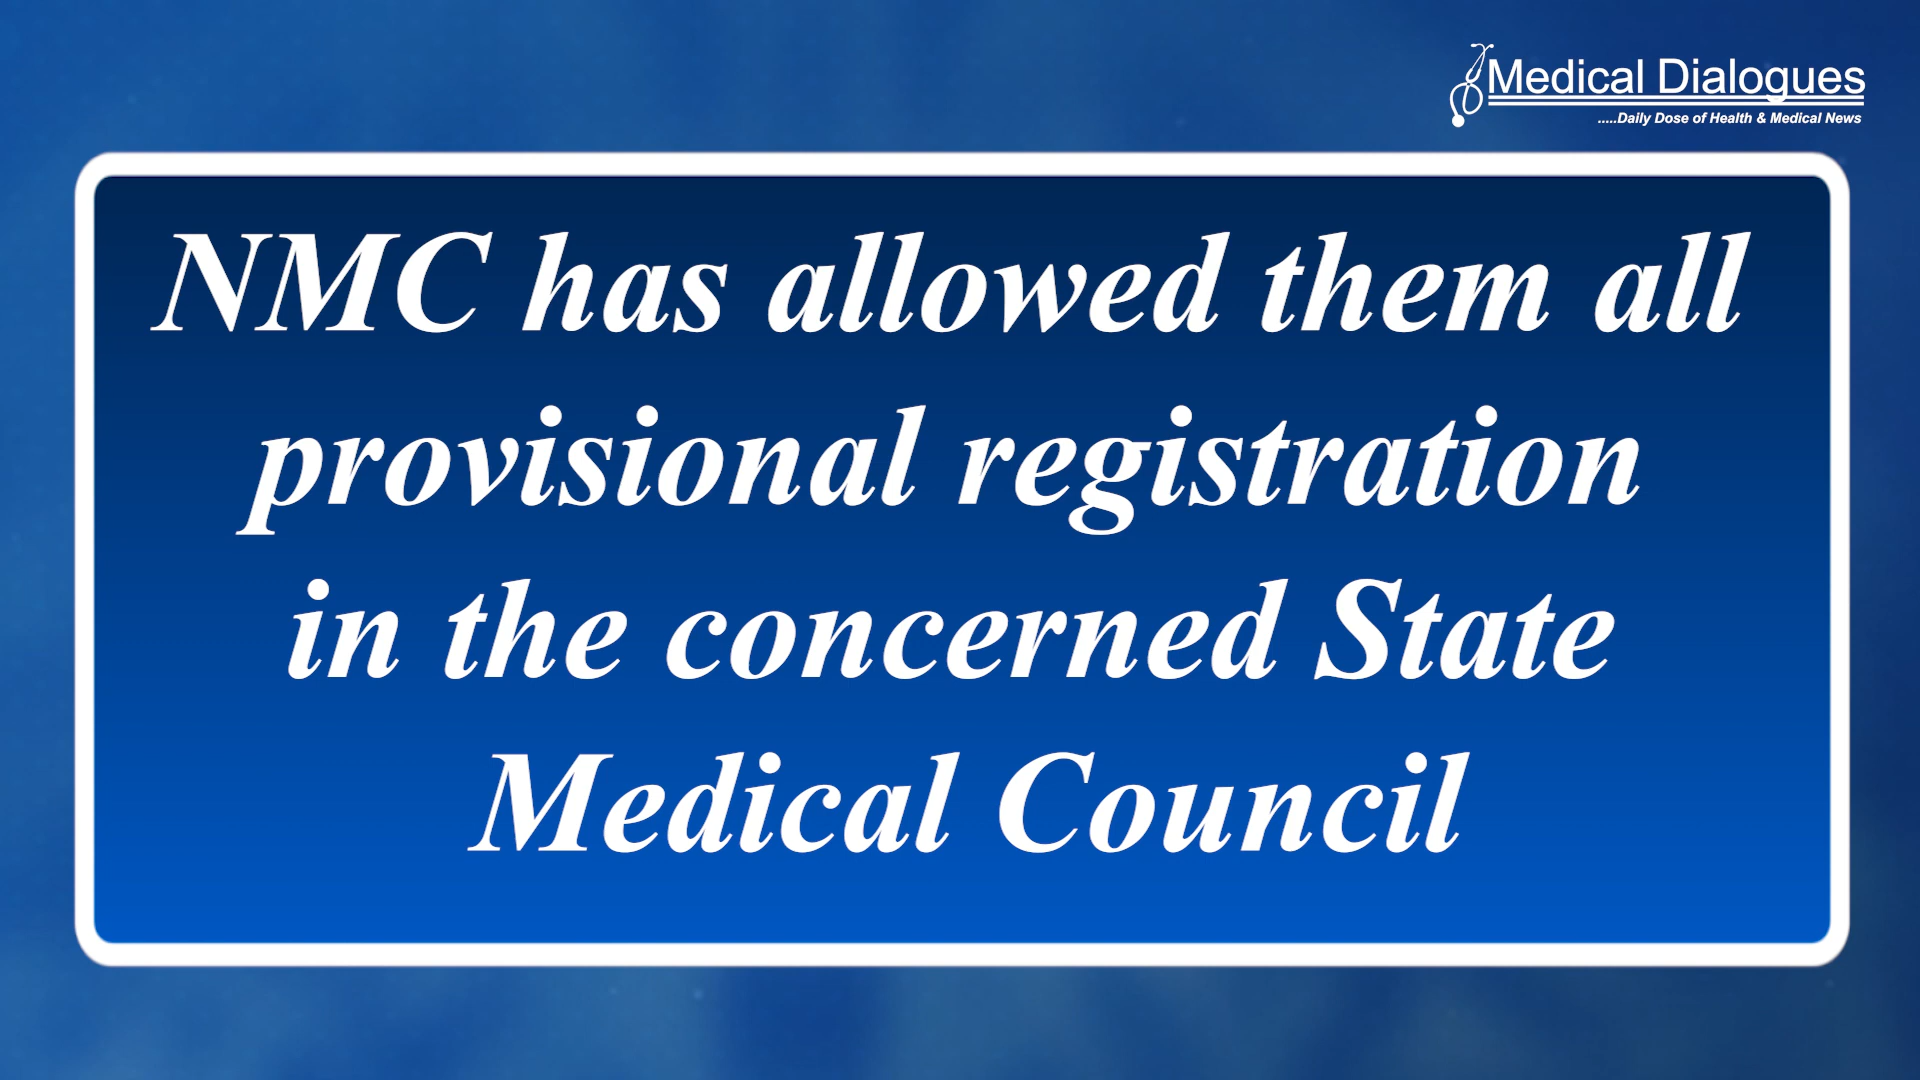 Medical Dialogues
.....Daily Dose of Health & Medical News
NMC has allowed them all
provisional registration
in the concerned State
Medical Council